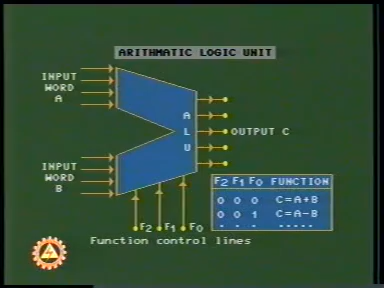 ARITHMATIC LOGIC UNIT
INPUT
WORD
A
A
L
U
OUTPUT C
INPUT
WORD
B
F2 F1 F0 FUNCTION
0 0 0 C=A+B
0 0 1 C=A-B
- - - -----
F2 F1 F0
Function control lines